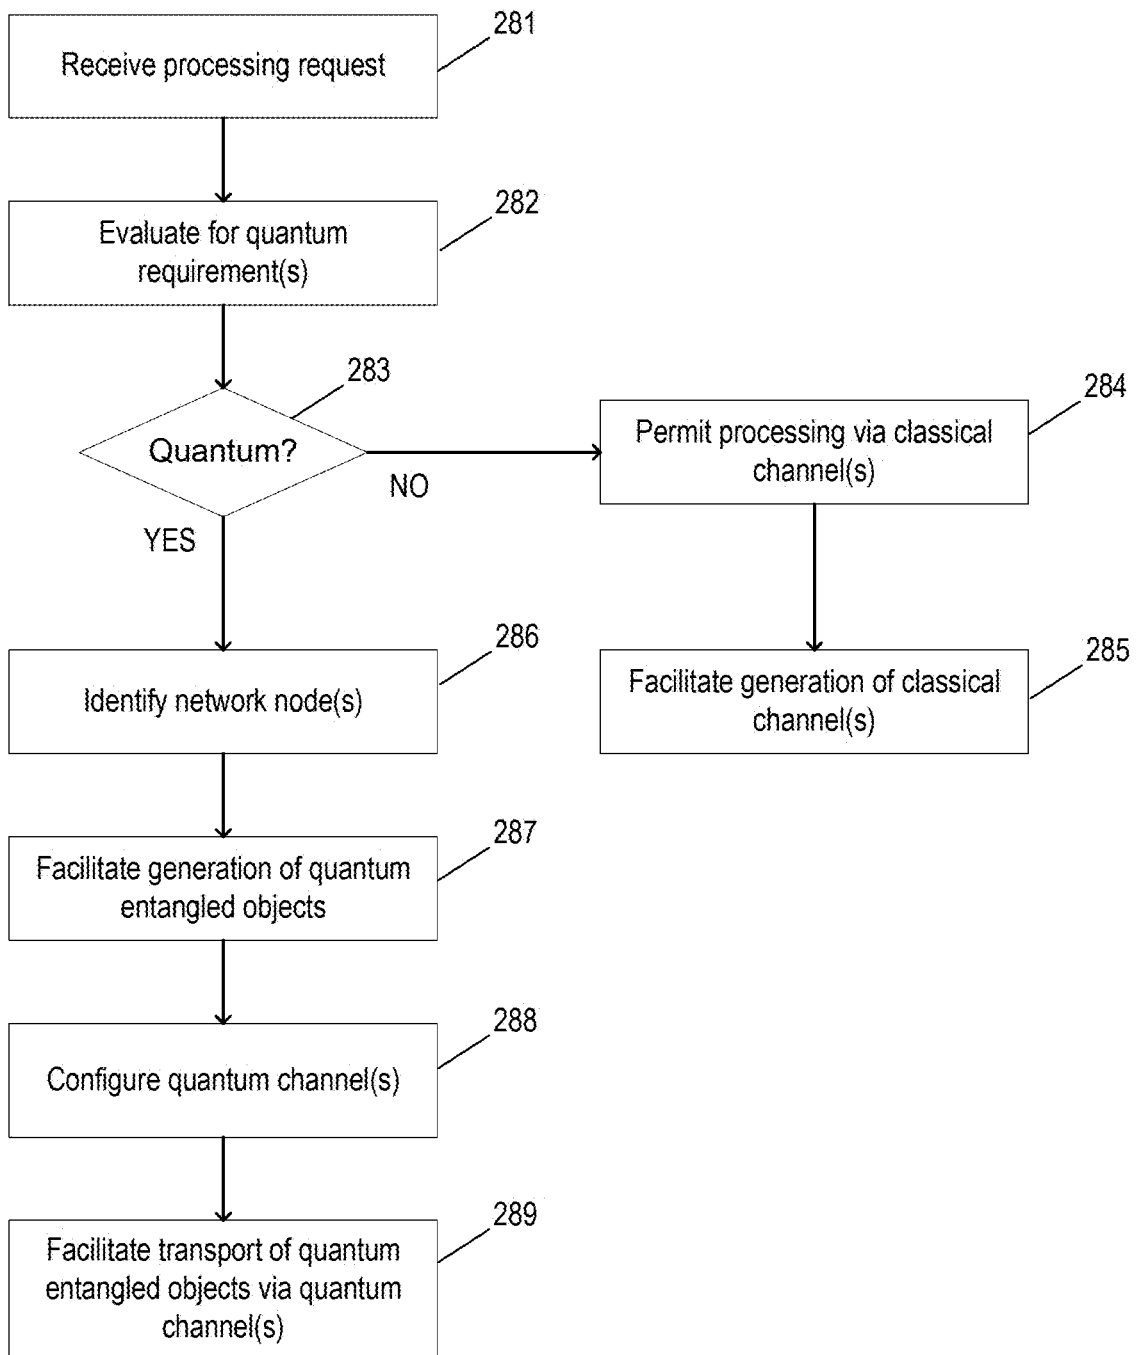 281
Receive processing request
282
Evaluate for quantum
requirement(s)
283
Quantum?
NO
YES
284
Permit processing via classical
channel(s)
285
Facilitate generation of classical
channel(s)
286
Identify network node(s)
287
Facilitate generation of quantum
entangled objects
288
Configure quantum channel(s)
289
Facilitate transport of quantum
entangled objects via quantum
channel(s)